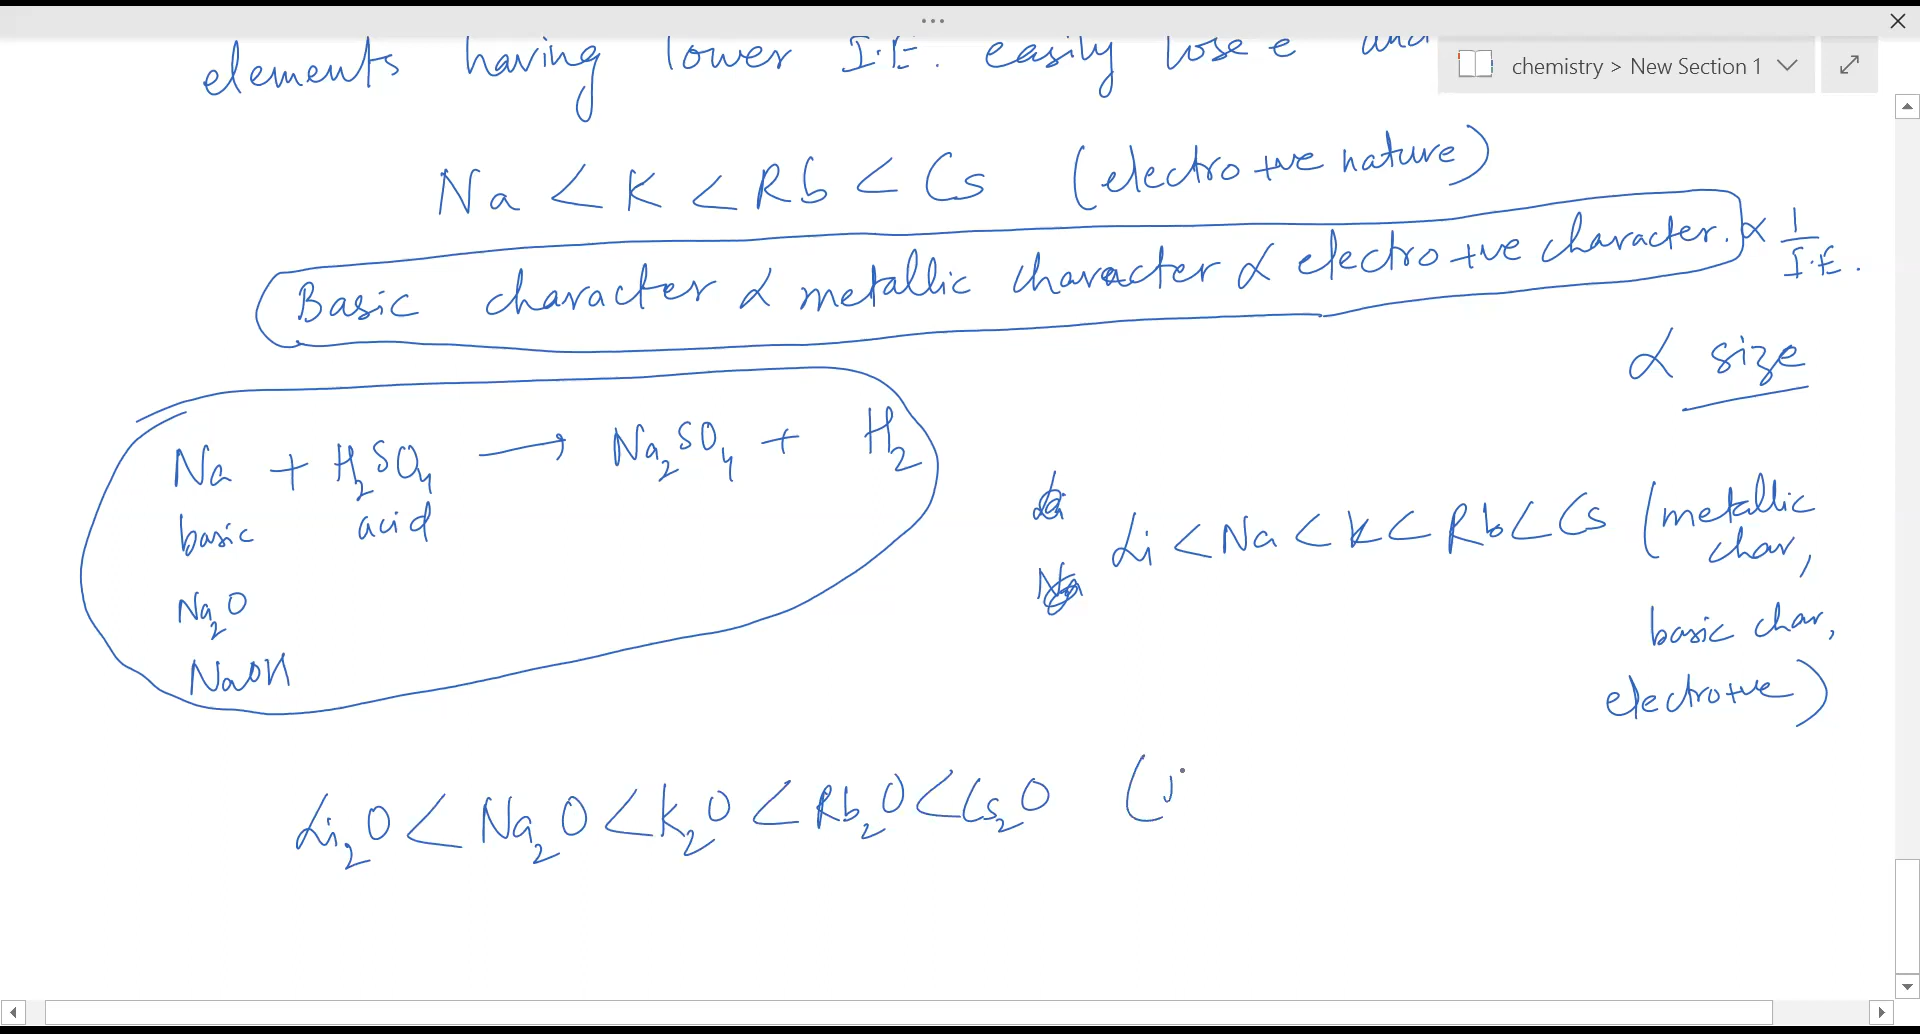 elements having lower I.E. easily lose e and
chemistry > New Section 1
Na < K < Rb < Cs (electro +ve nature)
Basic character ∝ metallic character ∝ electro +ve character. ∝ 1/I.E.
∝ size
Na + H₂SO₄ → Na₂SO₄ + H₂
basic acid
Na₂O
NaOH
Li < Na < K < Rb < Cs (metallic
char,
basic char,
electro+ve)
Li₂O < Na₂O < K₂O < Rb₂O < Cs₂O (